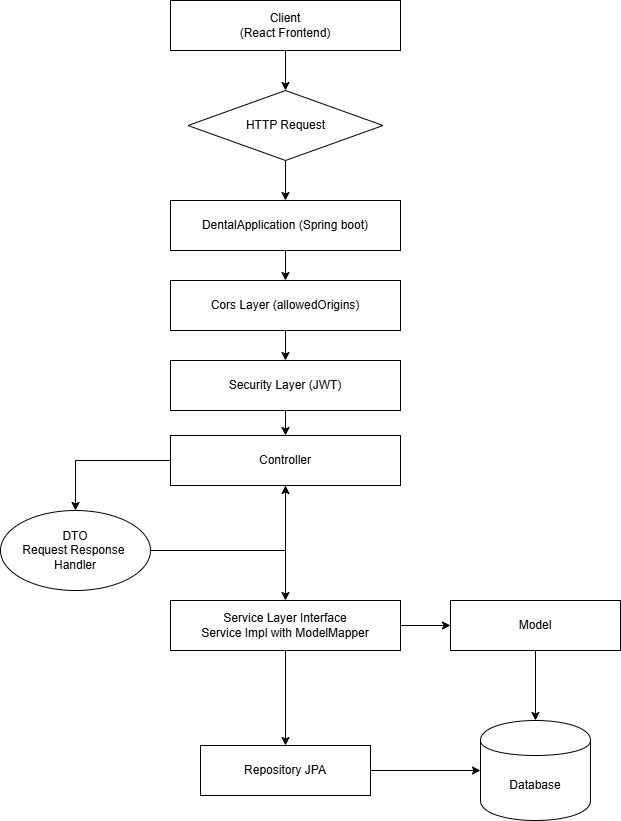 Client
(React Frontend)
HTTP Request
DentalApplication (Spring boot)
Cors Layer (allowedOrigins)
Security Layer (JWT)
Controller
DTO
Request Response
Handler
Service Layer Interface
Service Impl with ModelMapper
Model
Repository JPA
Database